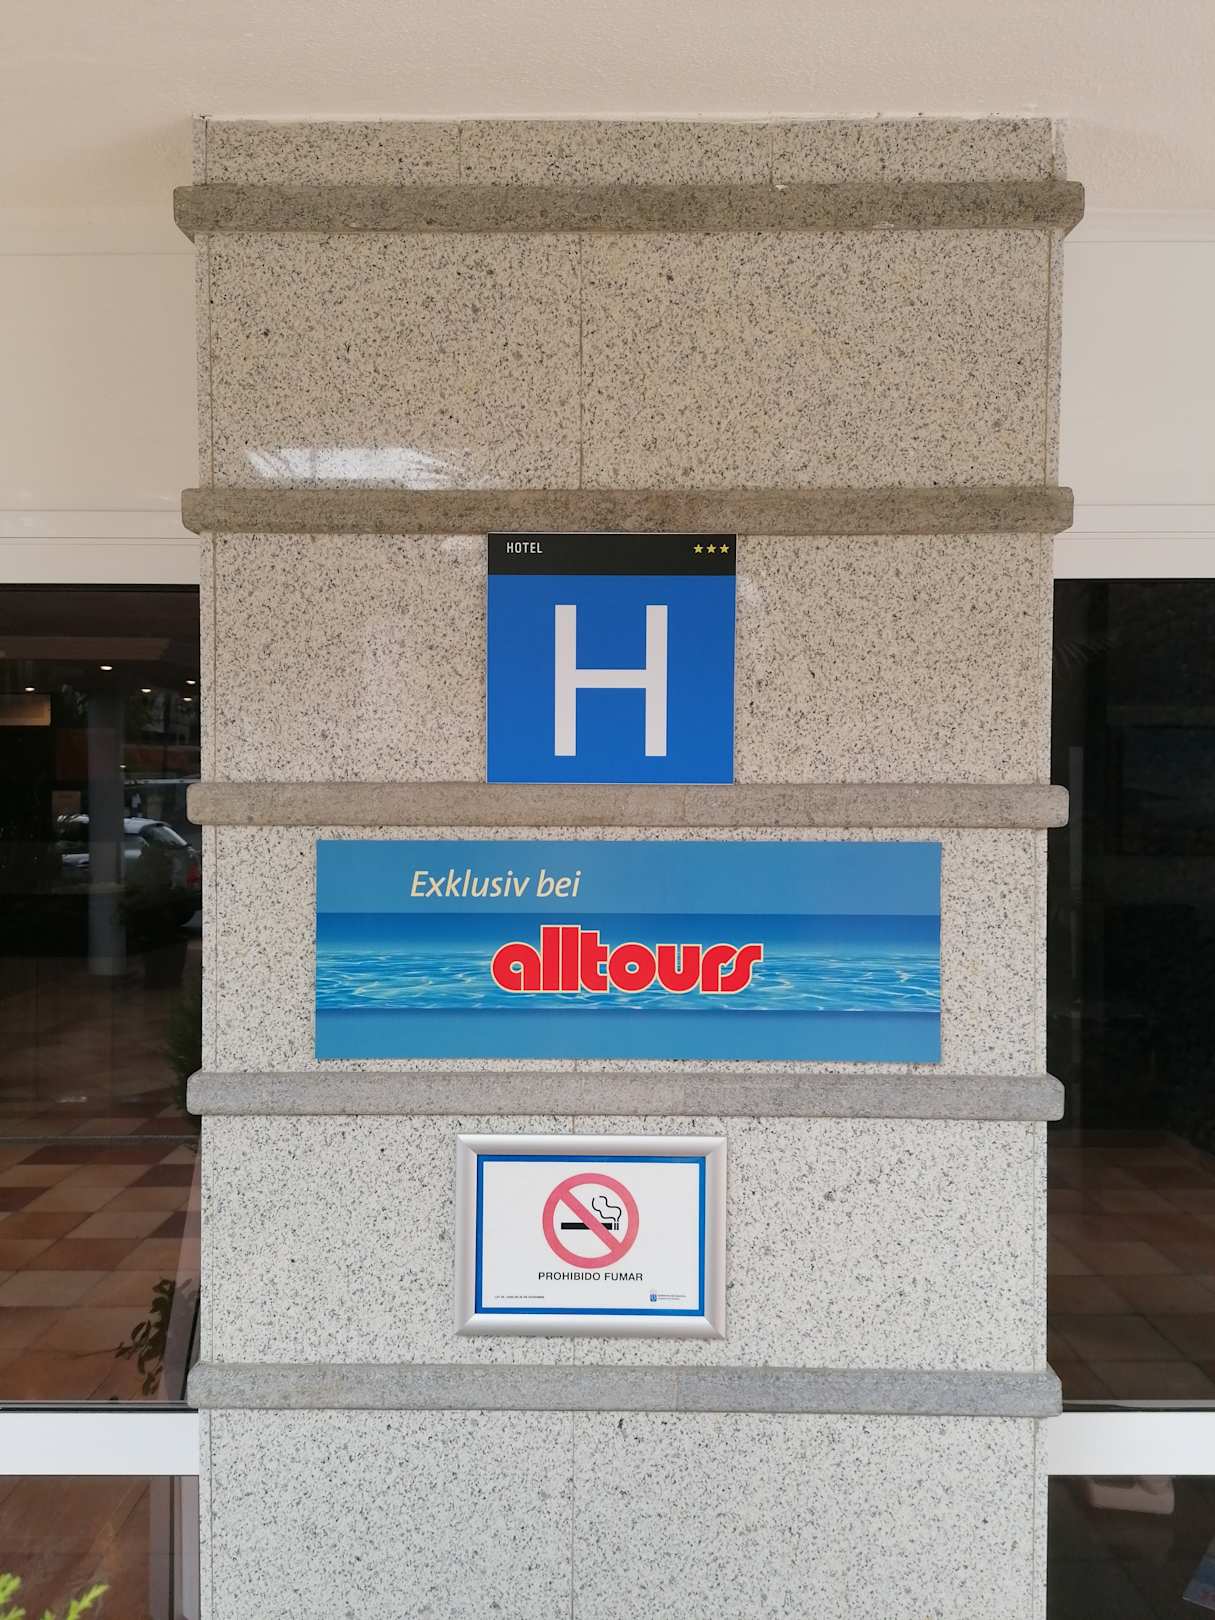 HOTEL
H
Exklusiv bei
alltours
PROHIBIDO FUMAR